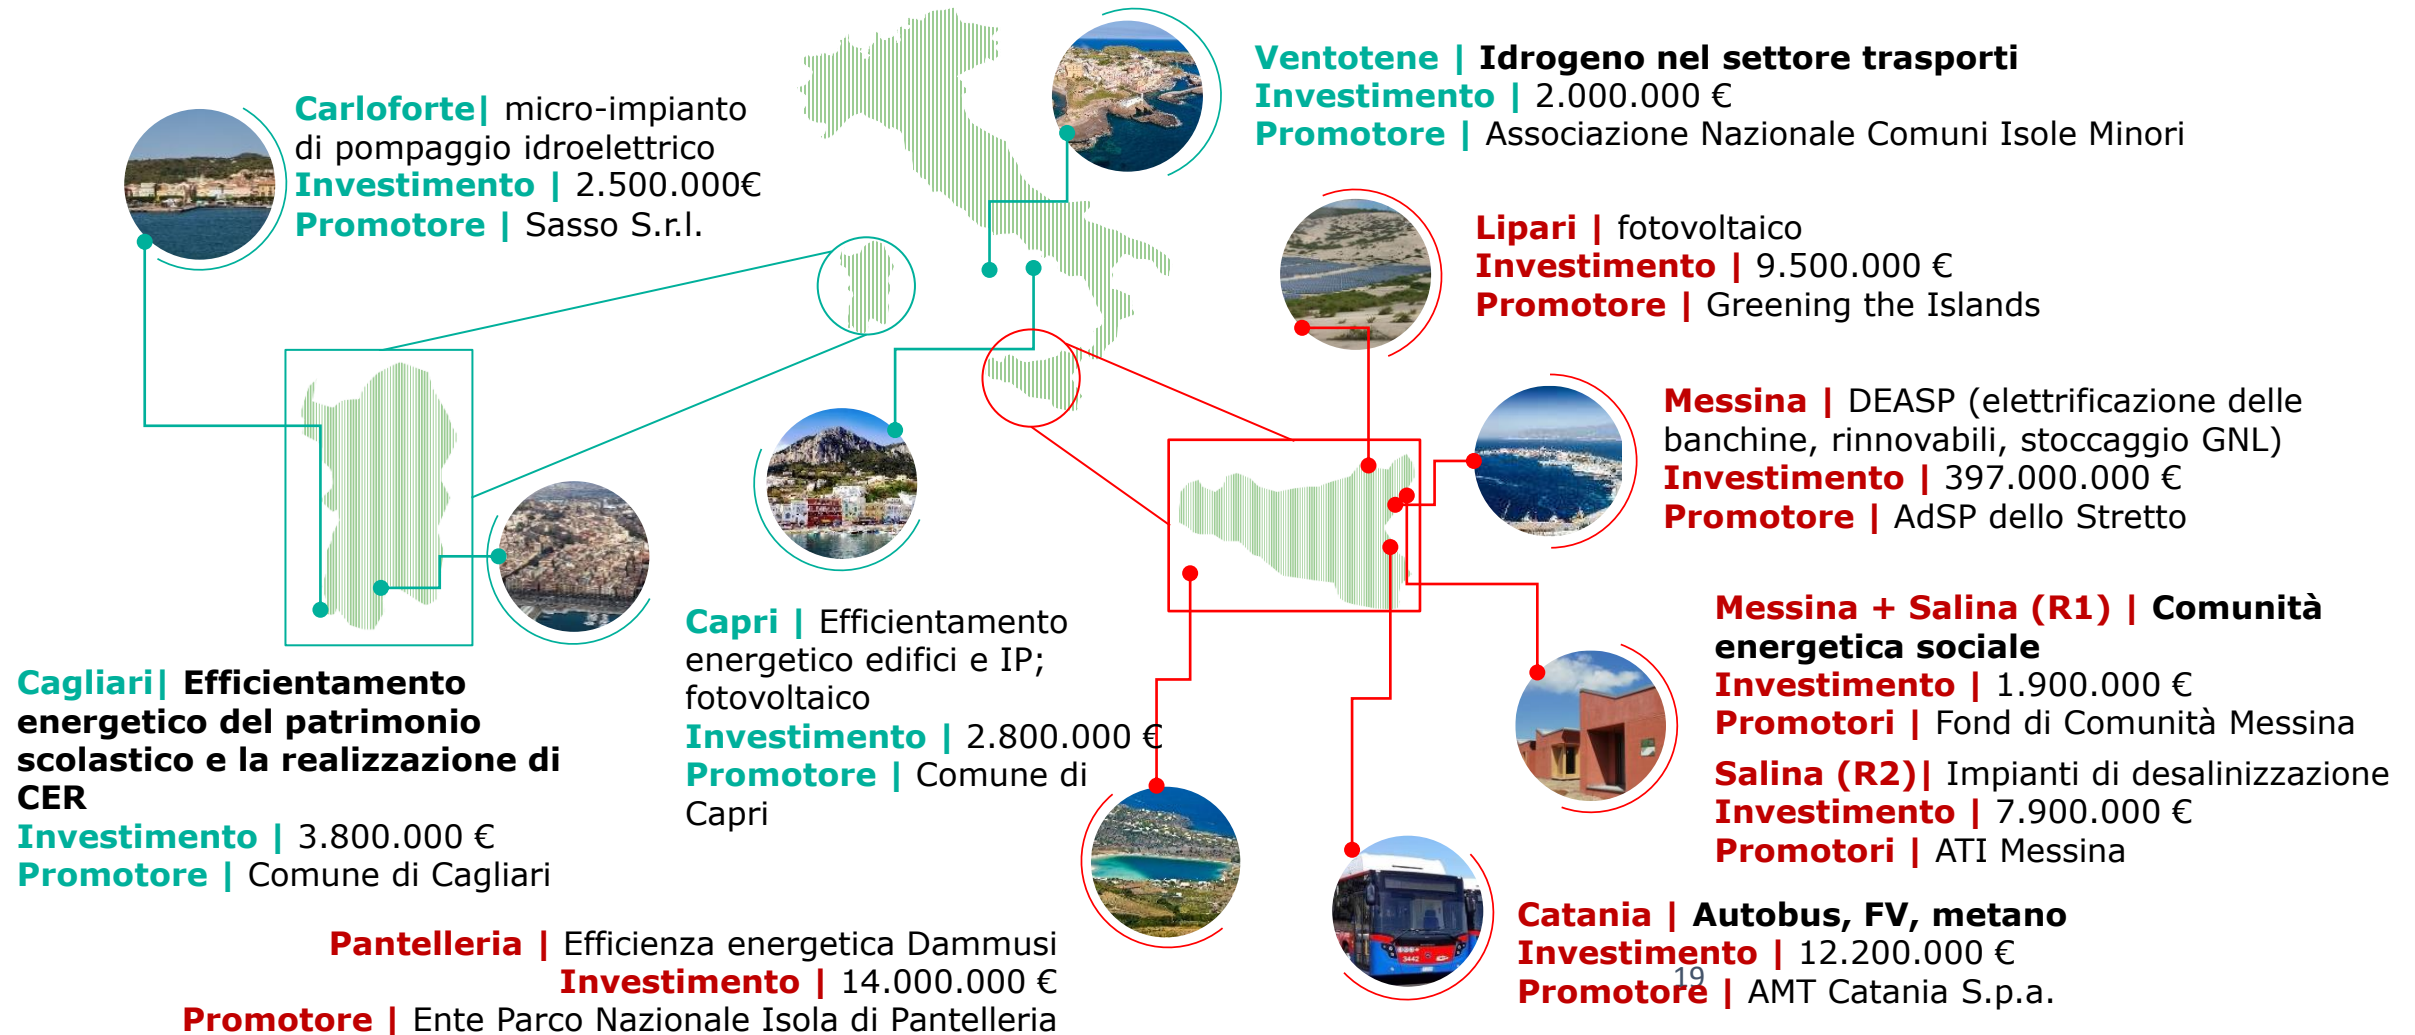 Carloforte| micro-impianto
di pompaggio idroelettrico
Investimento | 2.500.000€
Promotore | Sasso S.r.l.
Ventotene | Idrogeno nel settore trasporti
Investimento | 2.000.000 €
Promotore | Associazione Nazionale Comuni Isole Minori
Lipari | fotovoltaico
Investimento | 9.500.000 €
Promotore | Greening the Islands
Messina | DEASP (elettrificazione delle
banchine, rinnovabili, stoccaggio GNL)
Investimento | 397.000.000 €
Promotore | AdSP dello Stretto
Messina + Salina (R1) | Comunità
energetica sociale
Investimento | 1.900.000 €
Promotori | Fond di Comunità Messina
Salina (R2)| Impianti di desalinizzazione
Investimento | 7.900.000 €
Promotori | ATI Messina
Capri | Efficientamento
energetico edifici e IP;
fotovoltaico
Investimento | 2.800.000 €
Promotore | Comune di
Capri
Cagliari| Efficientamento
energetico del patrimonio
scolastico e la realizzazione di
CER
Investimento | 3.800.000 €
Promotore | Comune di Cagliari
Pantelleria | Efficienza energetica Dammusi
Investimento | 14.000.000 €
Promotore | Ente Parco Nazionale Isola di Pantelleria
3442
Catania | Autobus, FV, metano
Investimento | 12.200.000 €
Promotore | AMT Catania S.p.a.
19